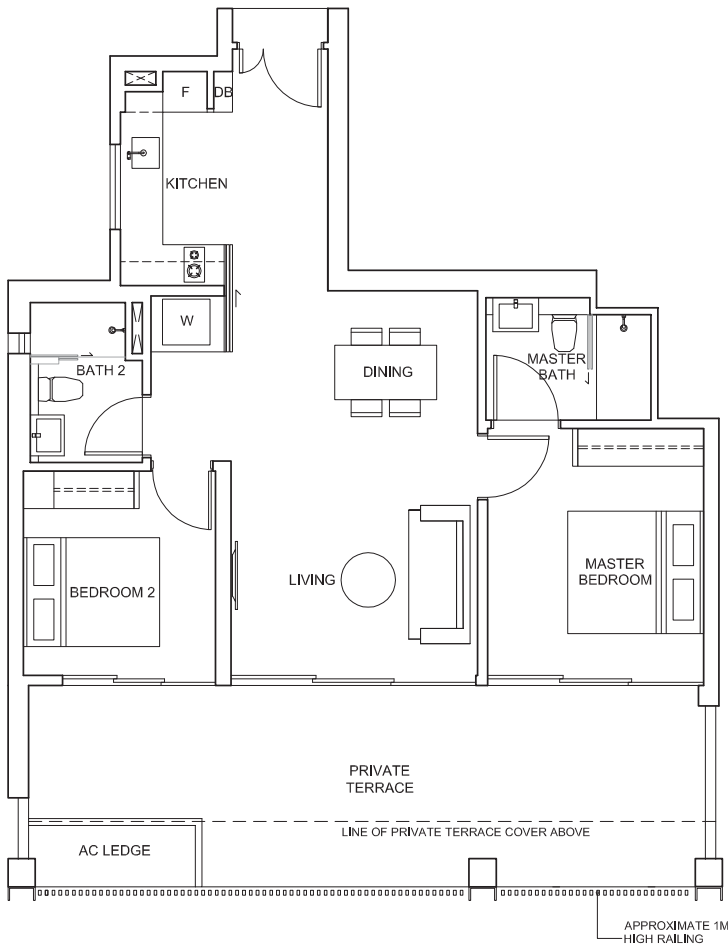 F
DB
KITCHEN
W
DINING
BATH 2
MASTER
BATH
LIVING
BEDROOM 2
MASTER
BEDROOM
PRIVATE
TERRACE
LINE OF PRIVATE TERRACE COVER ABOVE
AC LEDGE
APPROXIMATE 1M
HIGH RAILING